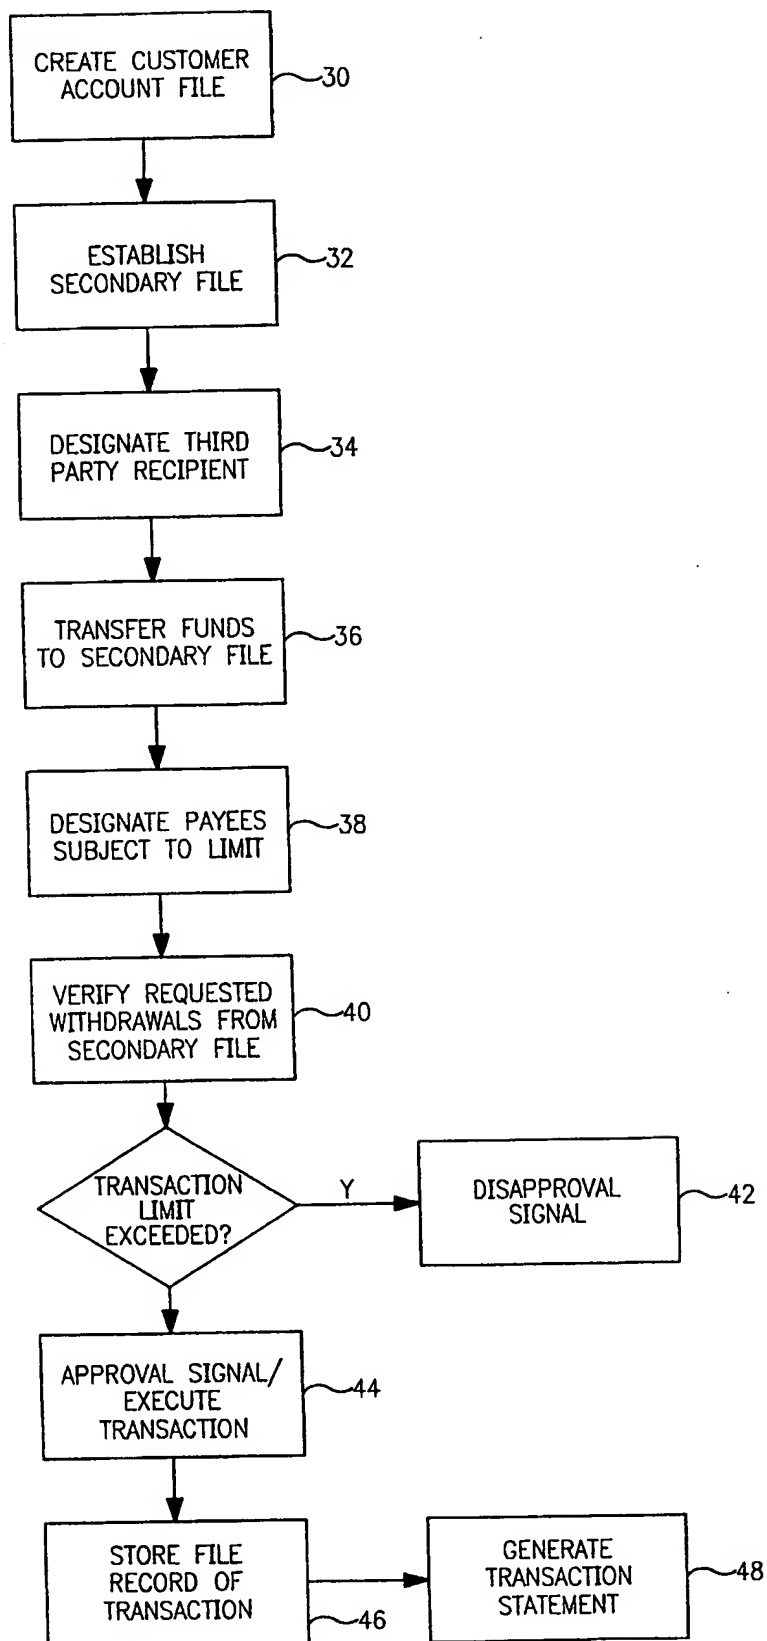 CREATE CUSTOMER
ACCOUNT FILE
30
ESTABLISH
SECONDARY FILE
32
DESIGNATE THIRD
PARTY RECIPIENT
34
TRANSFER FUNDS
TO SECONDARY FILE
36
DESIGNATE PAYEES
SUBJECT TO LIMIT
38
VERIFY REQUESTED
WITHDRAWALS FROM
SECONDARY FILE
40
TRANSACTION
LIMIT
EXCEEDED?
Y
DISAPPROVAL
SIGNAL
42
APPROVAL SIGNAL/
EXECUTE
TRANSACTION
44
STORE FILE
RECORD OF
TRANSACTION
46
GENERATE
TRANSACTION
STATEMENT
48